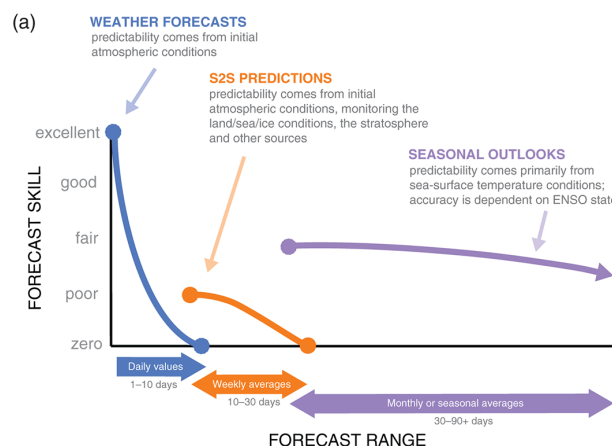 (a)
WEATHER FORECASTS
predictability comes from initial
atmospheric conditions
S2S PREDICTIONS
predictability comes from initial
atmospheric conditions, monitoring the
land/sea/ice conditions, the stratosphere
and other sources
SEASONAL OUTLOOKS
predictability comes primarily from
sea-surface temperature conditions;
accuracy is dependent on ENSO state
FORECAST SKILL
excellent
good
fair
poor
zero
Daily values
1–10 days
Weekly averages
10–30 days
Monthly or seasonal averages
30–90+ days
FORECAST RANGE